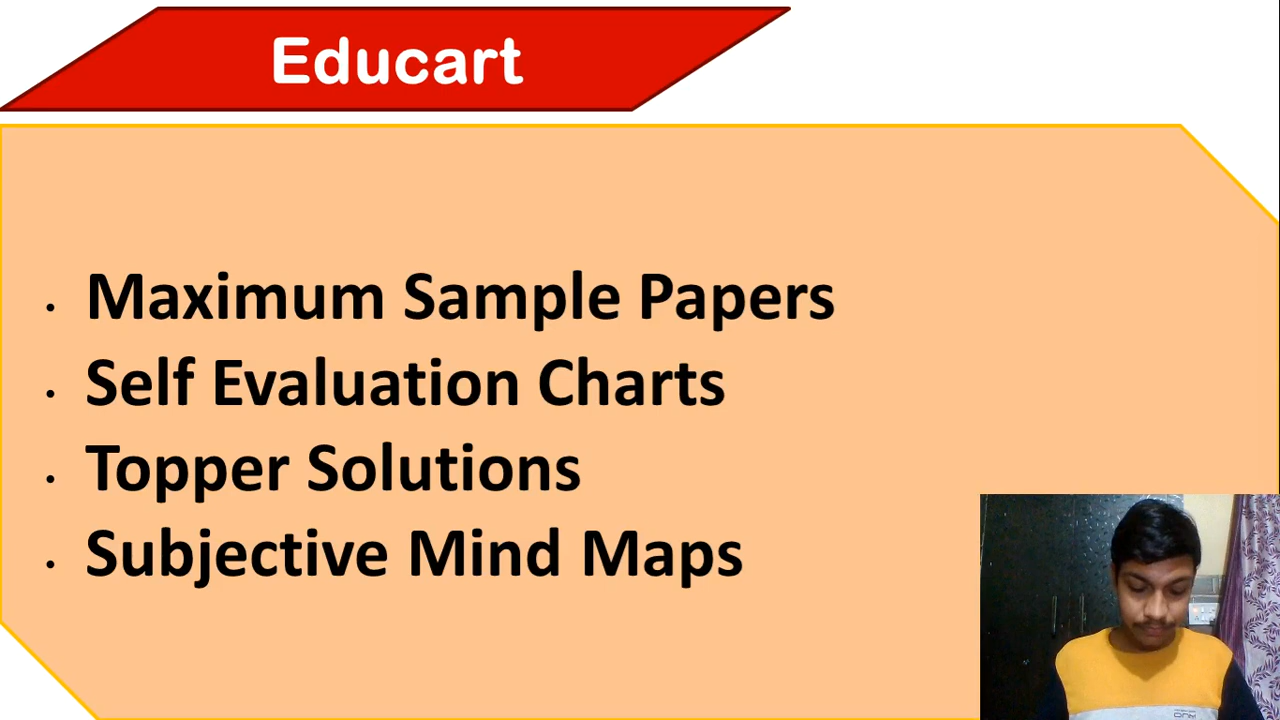 Educart
• Maximum Sample Papers
• Self Evaluation Charts
• Topper Solutions
• Subjective Mind Maps